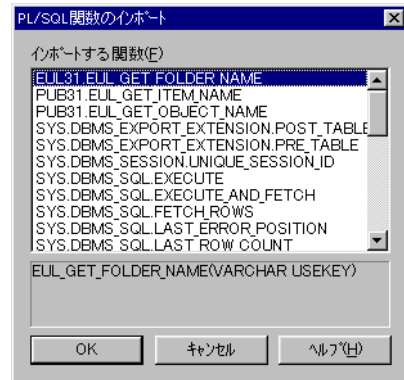 PL/SQL関数のインポート
インポートする関数(F)
EUL31.EUL_GET_FOLDER_NAME
PUB31.EUL_GET_ITEM_NAME
PUB31.EUL_GET_OBJECT_NAME
SYS.DBMS_EXPORT_EXTENSION.POST_TABLE
SYS.DBMS_EXPORT_EXTENSION.PRE_TABLE
SYS.DBMS_SESSION.UNIQUE_SESSION_ID
SYS.DBMS_SQL.EXECUTE
SYS.DBMS_SQL.EXECUTE_AND_FETCH
SYS.DBMS_SQL.FETCH_ROWS
SYS.DBMS_SQL.LAST_ERROR_POSITION
SYS.DBMS_SQL.LAST_ROW_COUNT
EUL_GET_FOLDER_NAME(VARCHAR USEKEY)
OK キャンセル ヘルプ(H)